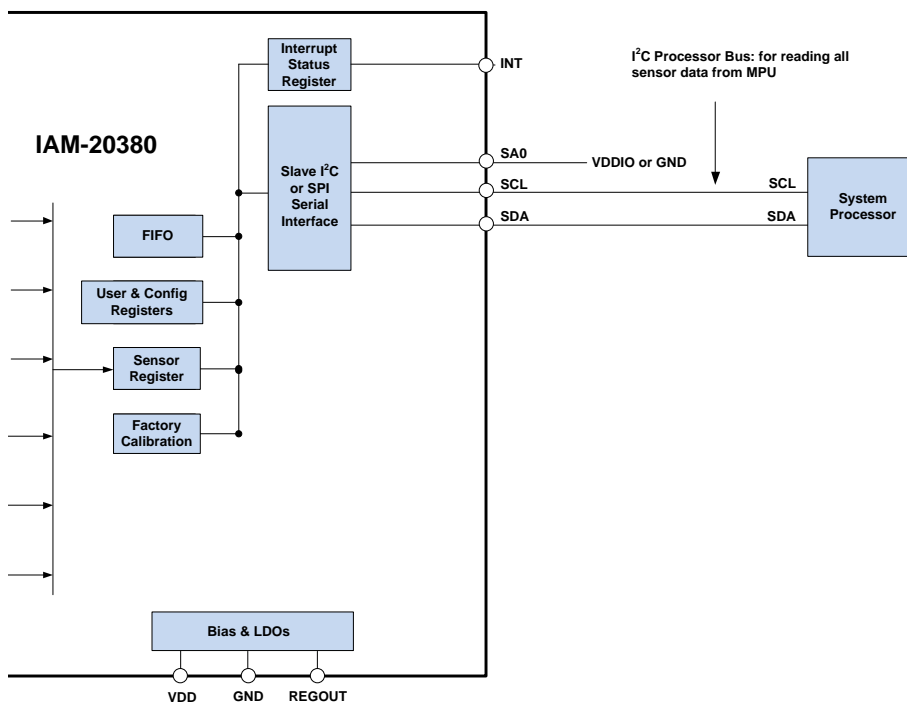 Interrupt
Status
Register
INT
I²C Processor Bus: for reading all
sensor data from MPU
IAM-20380
Slave I²C
or SPI
Serial
Interface
SA0
VDDIO or GND
SCL
SCL
SDA
SDA
System
Processor
FIFO
User & Config
Registers
Sensor
Register
Factory
Calibration
Bias & LDOs
VDD
GND
REGOUT